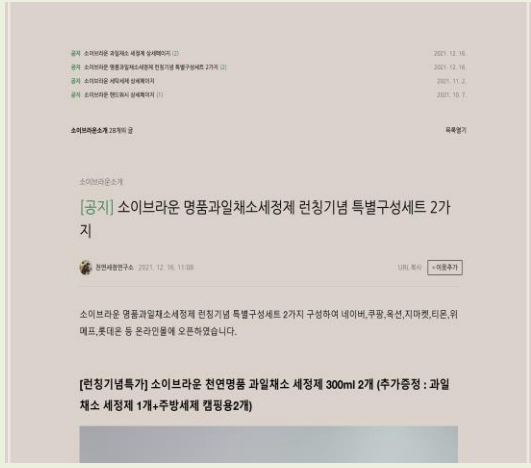 공지 소이브라운 과일채소 세정제 상세페이지 (2) 2021. 12. 16.
공지 소이브라운 명품과일채소세정제 런칭기념 특별구성세트 2가지 (2) 2021. 12. 16.
공지 소이브라운 세탁세제 상세페이지 2021. 11. 2.
공지 소이브라운 핸드워시 상세페이지 (1) 2021. 10. 7.
소이브라운소개 28개의 글 목록열기
소이브라운소개
[공지] 소이브라운 명품과일채소세정제 런칭기념 특별구성세트 2가
지
천연세정연구소 2021. 12. 16. 11:08 URL 복사 +이웃추가
소이브라운 명품과일채소세정제 런칭기념 특별구성세트 2가지 구성하여 네이버,쿠팡,옥션,지마켓,티몬,위
메프,롯데온 등 온라인몰에 오픈하였습니다.
[런칭기념특가] 소이브라운 천연명품 과일채소 세정제 300ml 2개 (추가증정 : 과일
채소 세정제 1개+주방세제 캠핑용2개)